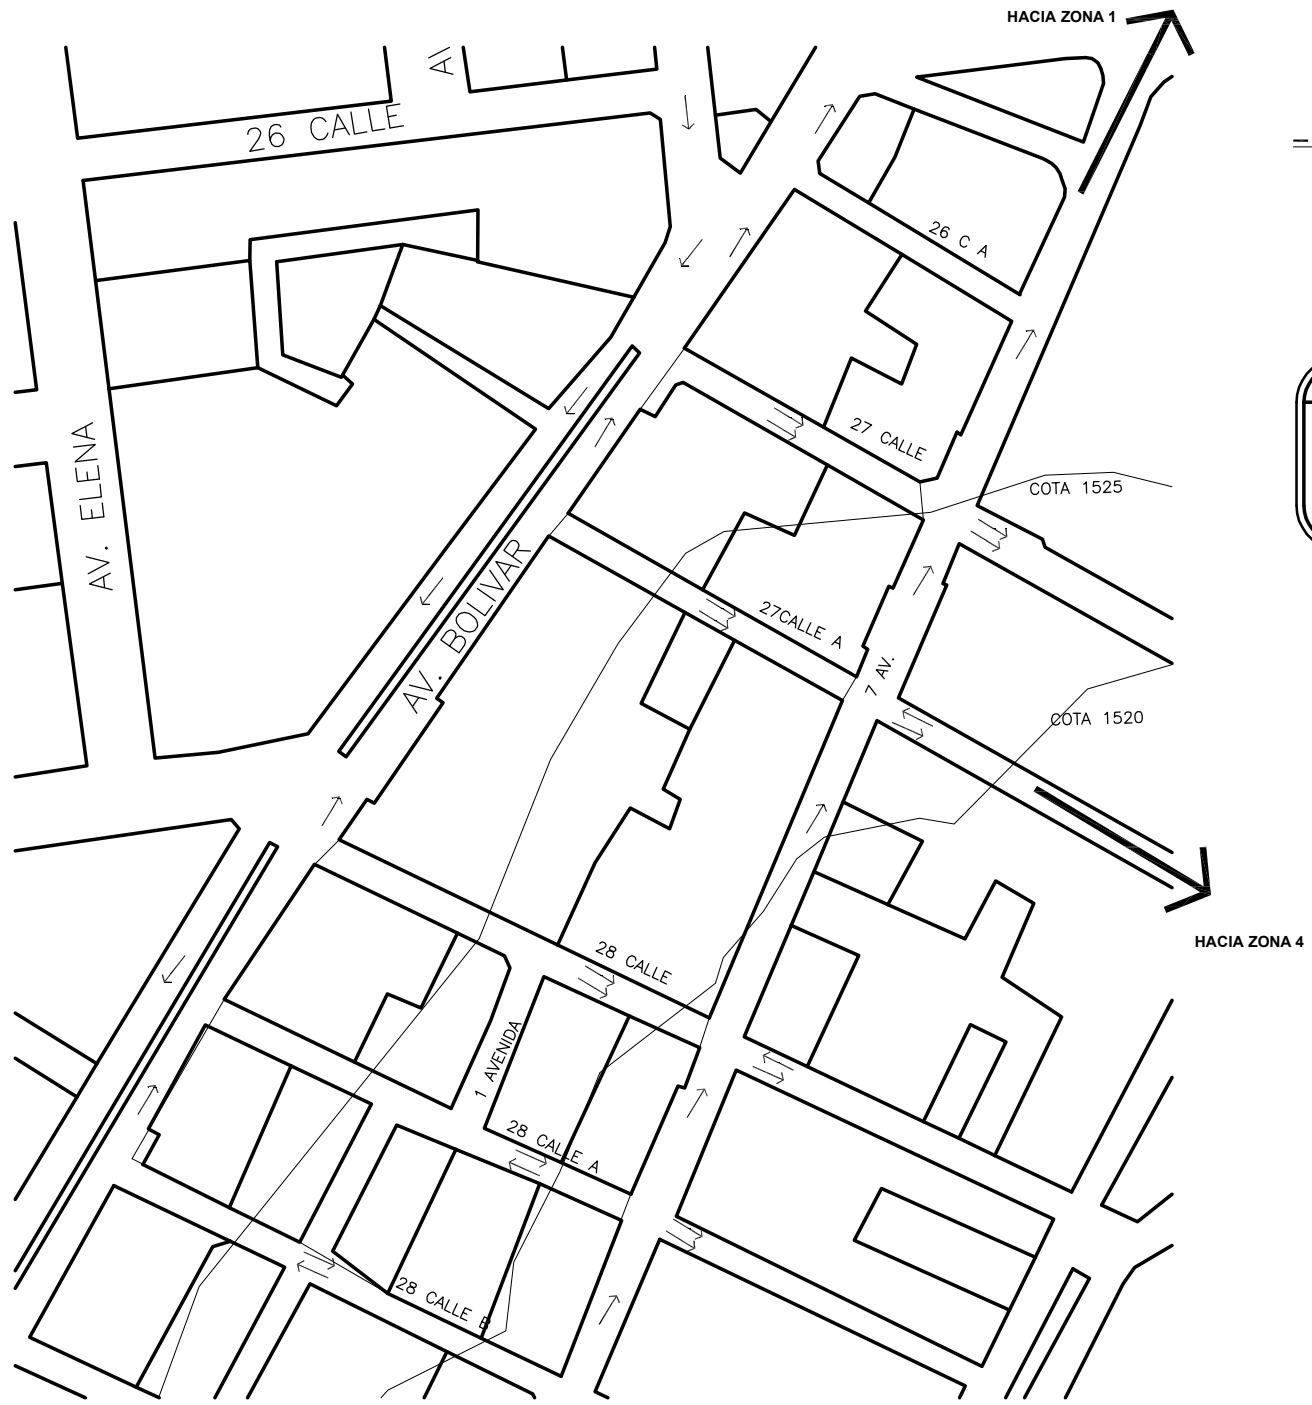 HACIA ZONA 1
AV
26 CALLE
26 C A
27 CALLE
AV. ELENA
COTA 1525
AV. BOLIVAR
27CALLE A
7 AV.
COTA 1520
HACIA ZONA 4
28 CALLE
1 AVENIDA
28 CALLE A
28 CALLE B